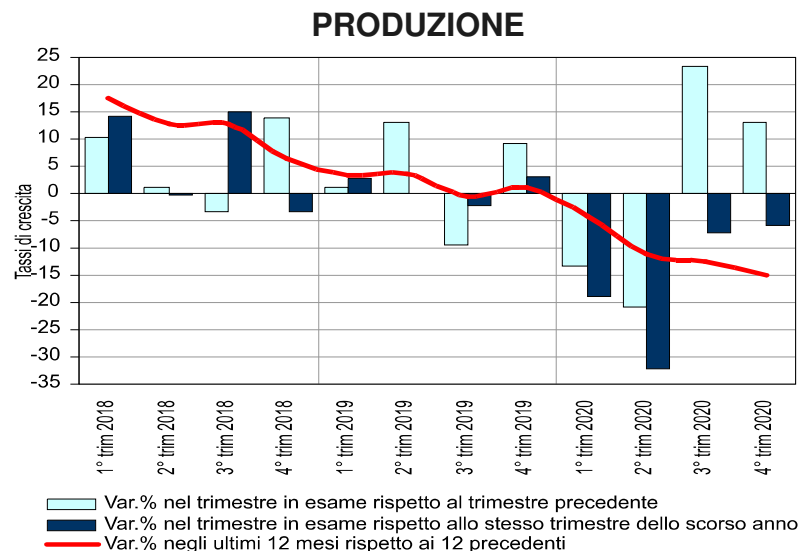 PRODUZIONE
25
20
15
10
5
0
-5
-10
-15
-20
-25
-30
-35
Tassi di crescita
1° trim 2018
2° trim 2018
3° trim 2018
4° trim 2018
1° trim 2019
2° trim 2019
3° trim 2019
4° trim 2019
1° trim 2020
2° trim 2020
3° trim 2020
4° trim 2020
Var.% nel trimestre in esame rispetto al trimestre precedente
Var.% nel trimestre in esame rispetto allo stesso trimestre dello scorso anno
Var.% negli ultimi 12 mesi rispetto ai 12 precedenti